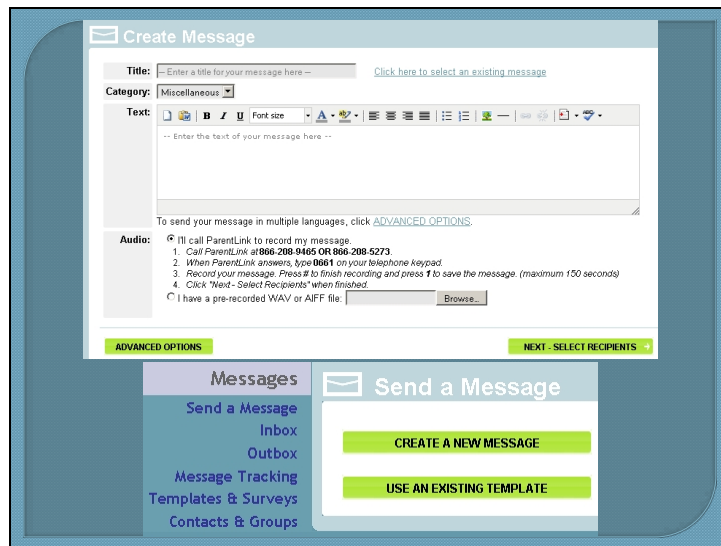 Create Message
Title: -- Enter a title for your message here -- Click here to select an existing message
Category: Miscellaneous
Text: B I U Font size A ab
-- Enter the text of your message here --
To send your message in multiple languages, click ADVANCED OPTIONS.
Audio: I'll call ParentLink to record my message.
1. Call ParentLink at 866-208-9465 OR 866-208-5273.
2. When ParentLink answers, type 0661 on your telephone keypad.
3. Record your message. Press # to finish recording and press 1 to save the message. (maximum 150 seconds)
4. Click "Next - Select Recipients" when finished.
I have a pre-recorded WAV or AIFF file: Browse...
ADVANCED OPTIONS NEXT - SELECT RECIPIENTS
Messages
Send a Message
Inbox
Outbox
Message Tracking
Templates & Surveys
Contacts & Groups
Send a Message
CREATE A NEW MESSAGE
USE AN EXISTING TEMPLATE